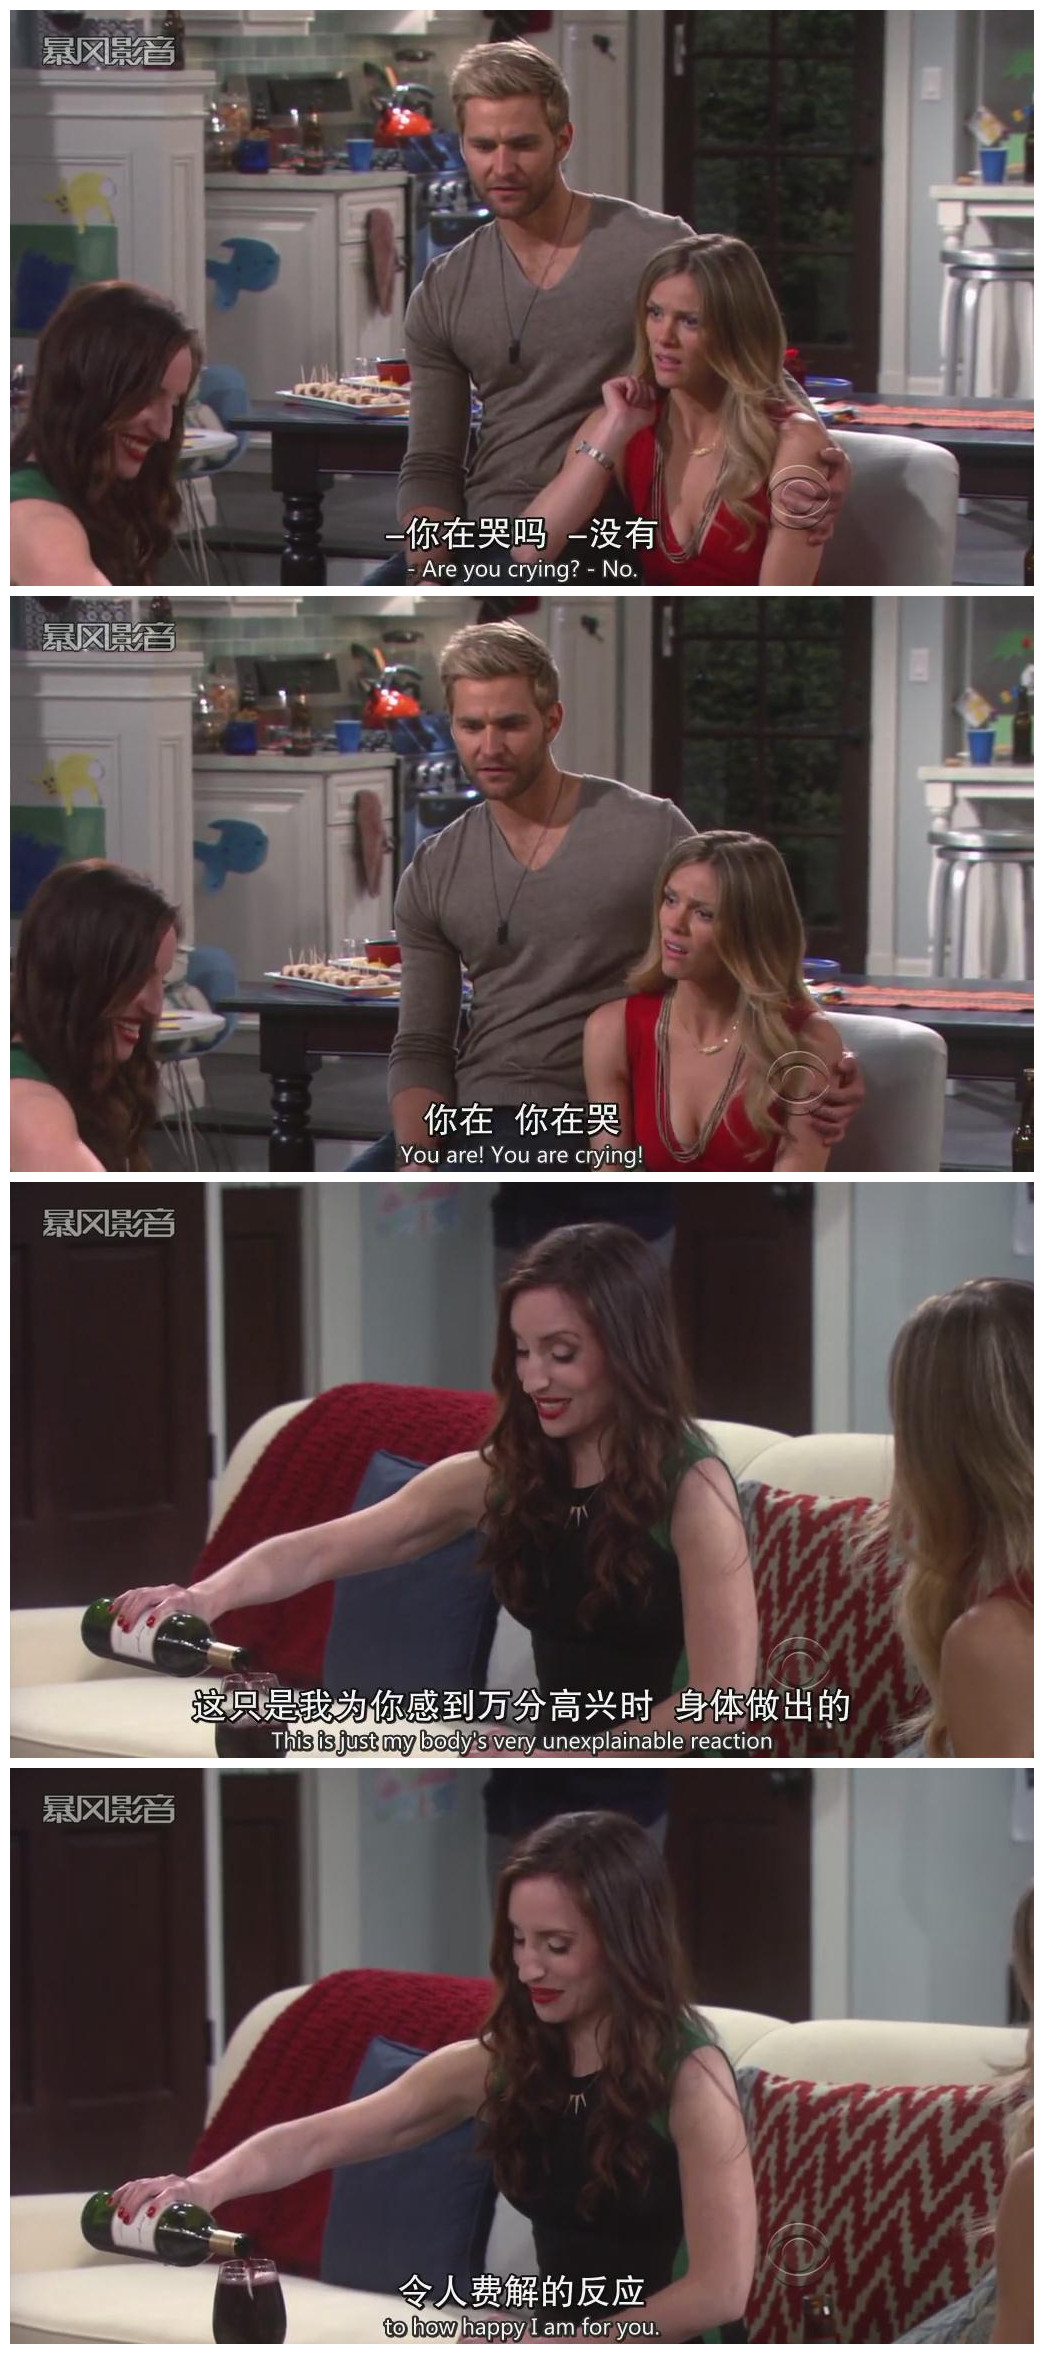 暴风影音
-你在哭吗 -没有
- Are you crying? - No.
暴风影音
你在 你在哭
You are! You are crying!
暴风影音
这只是我为你感到万分高兴时 身体做出的
This is just my body's very unexplainable reaction
暴风影音
令人费解的反应
to how happy I am for you.